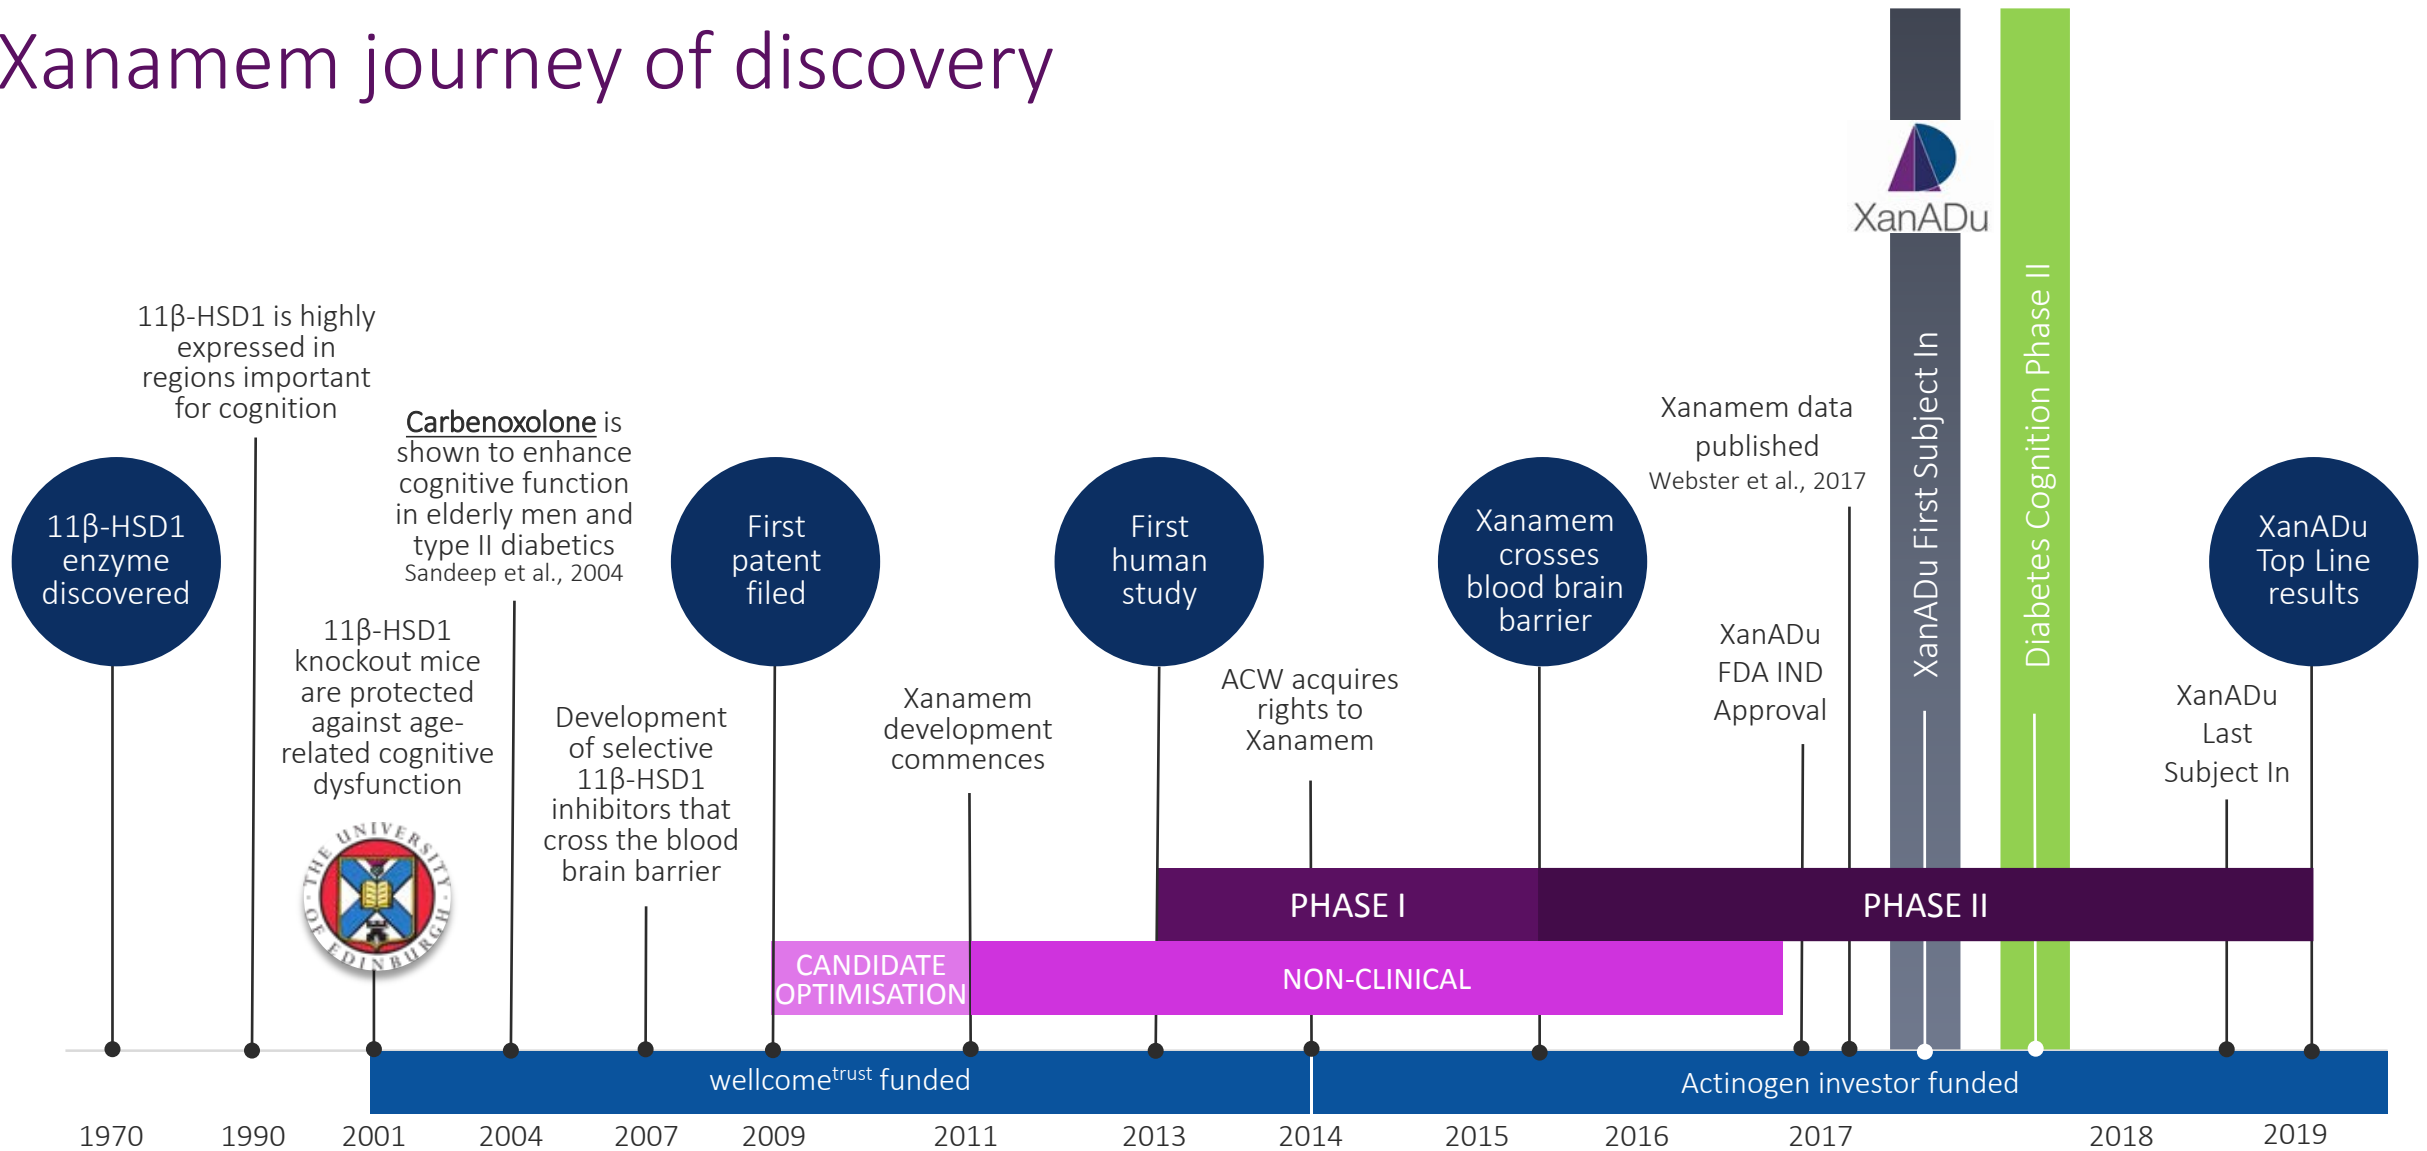 Xanamem journey of discovery
XanADu
11β-HSD1 is highly
expressed in
regions important
for cognition
Carbenoxolone is
shown to enhance
cognitive function
in elderly men and
type II diabetics
Sandeep et al., 2004
Xanamem data
published
Webster et al., 2017
XanADu First Subject In
Diabetes Cognition Phase II
11β-HSD1
enzyme
discovered
First
patent
filed
First
human
study
Xanamem
crosses
blood brain
barrier
XanADu
Top Line
results
11β-HSD1
knockout mice
are protected
against age-
related cognitive
dysfunction
Development
of selective
11β-HSD1
inhibitors that
cross the blood
brain barrier
Xanamem
development
commences
ACW acquires
rights to
Xanamem
XanADu
FDA IND
Approval
XanADu
Last
Subject In
THE UNIVERSITY
OF EDINBURGH
PHASE I
PHASE II
CANDIDATE
OPTIMISATION
NON-CLINICAL
wellcometrust funded
Actinogen investor funded
1970 1990 2001 2004 2007 2009 2011 2013 2014 2015 2016 2017 2018 2019